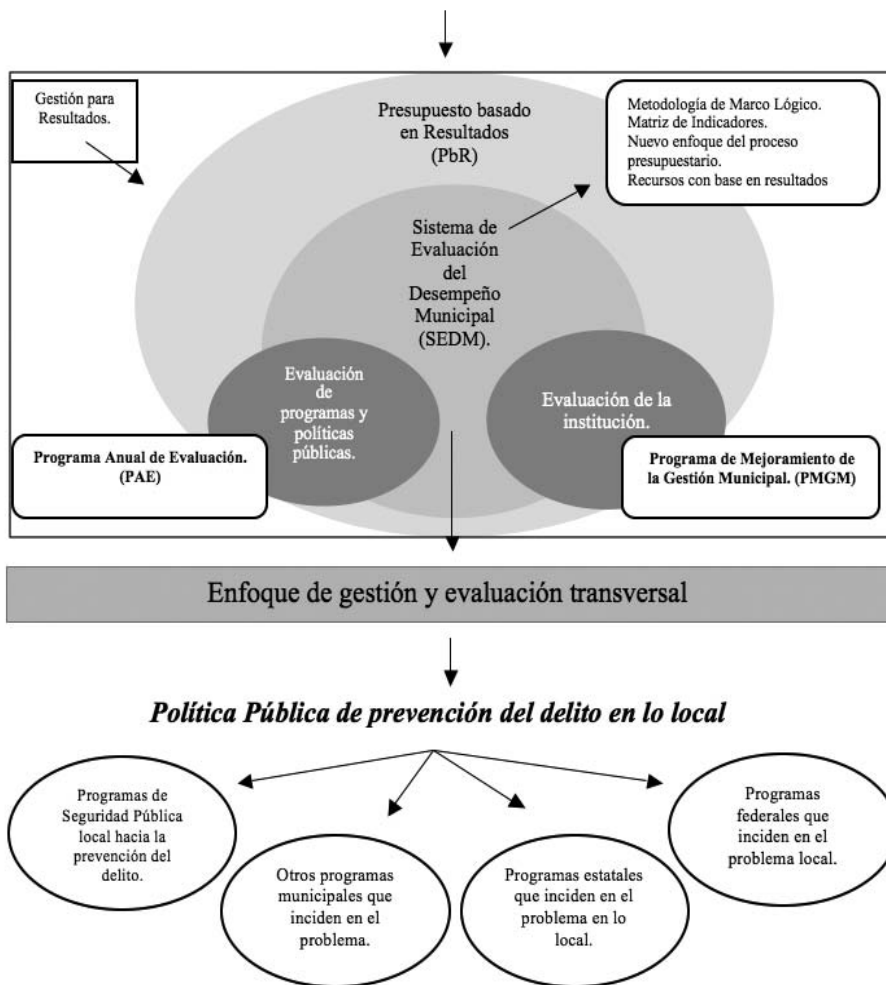 Gestión para
Resultados.
Presupuesto basado
en Resultados
(PbR)
Metodología de Marco Lógico.
Matriz de Indicadores.
Nuevo enfoque del proceso
presupuestario.
Recursos con base en resultados
Sistema de
Evaluación
del
Desempeño
Municipal
(SEDM).
Evaluación
de
programas y
políticas
públicas.
Evaluación de la
institución.
Programa Anual de Evaluación.
(PAE)
Programa de Mejoramiento de
la Gestión Municipal. (PMGM)
Enfoque de gestión y evaluación transversal
Política Pública de prevención del delito en lo local
Programas de
Seguridad Pública
local hacia la
prevención del
delito.
Otros programas
municipales que
inciden en el
problema.
Programas estatales
que inciden en el
problema en lo
local.
Programas
federales que
inciden en el
problema local.